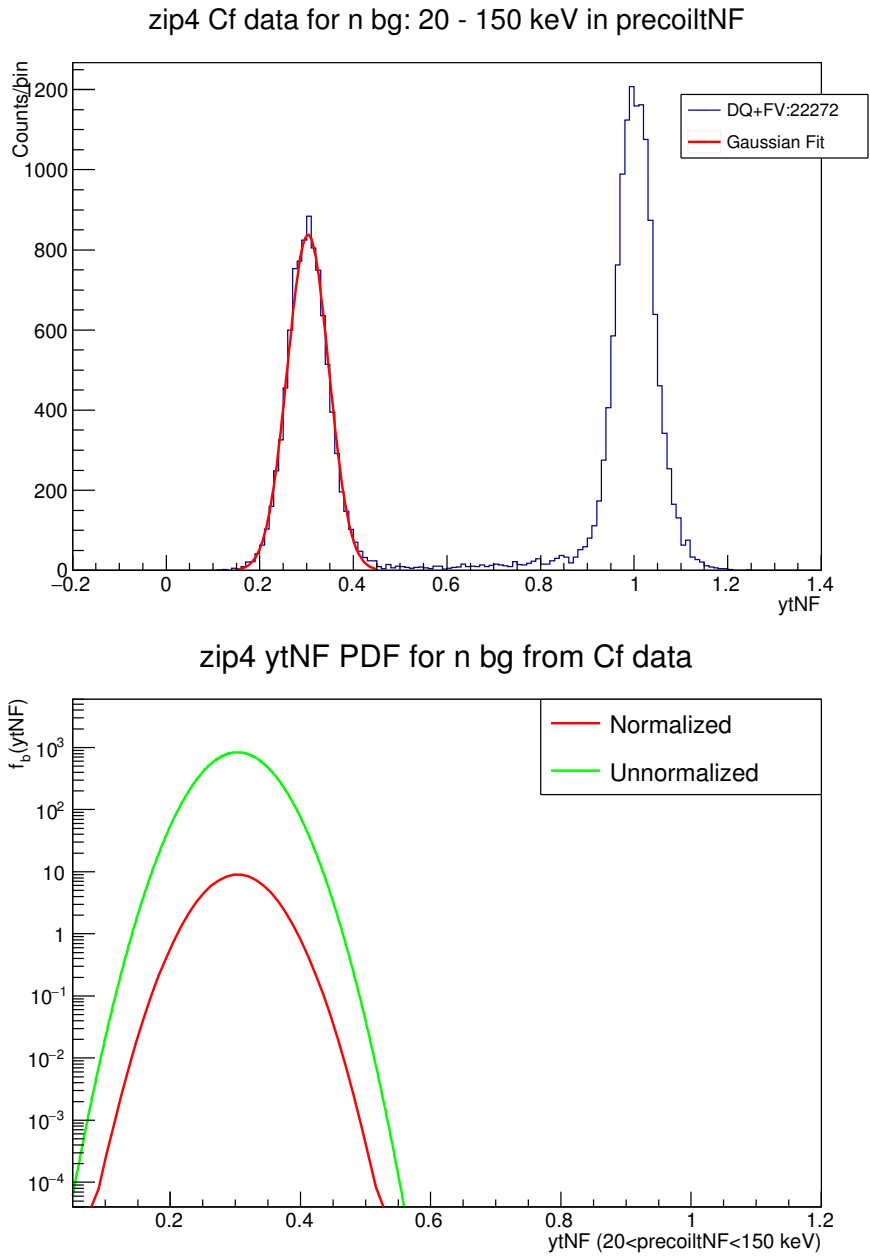 zip4 Cf data for n bg: 20 - 150 keV in precoiltNF
Counts/bin
1200
1000
800
600
400
200
0
DQ+FV:22272
Gaussian Fit
−0.2 0 0.2 0.4 0.6 0.8 1 1.2 1.4
ytNF
zip4 ytNF PDF for n bg from Cf data
f_b(ytNF)
10^3
10^2
10
1
10^−1
10^−2
10^−3
10^−4
Normalized
Unnormalized
0.2 0.4 0.6 0.8 1 1.2
ytNF (20<precoiltNF<150 keV)